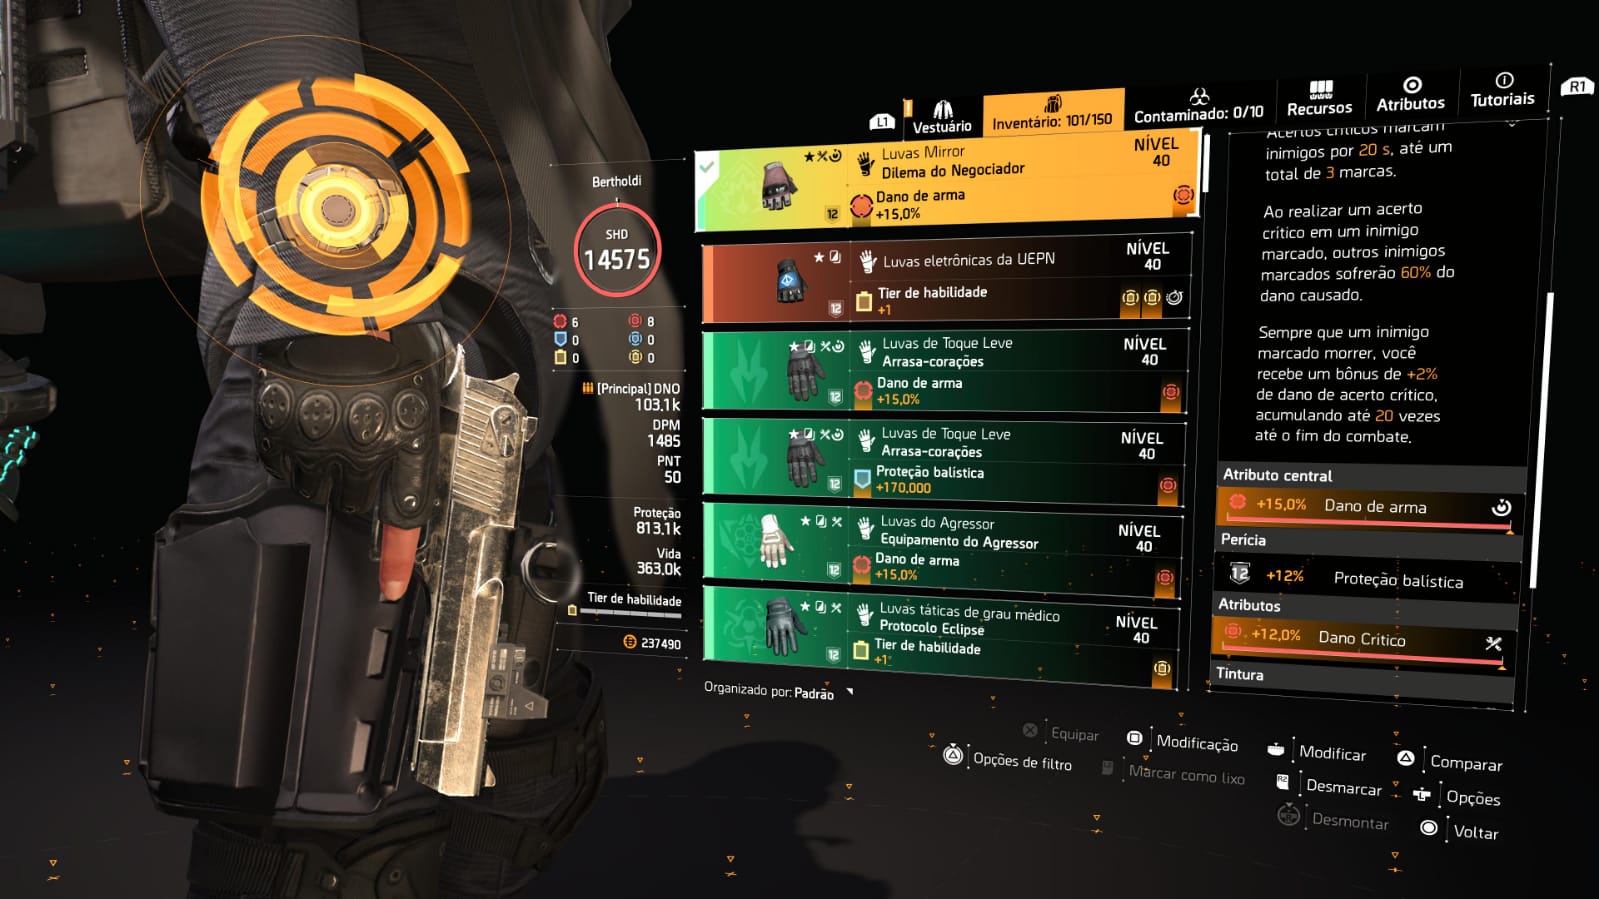 L1
Vestuário
Inventário: 101/150
Contaminado: 0/10
Recursos
Atributos
Tutoriais
R1
Bertholdi
SHD
14575
6
8
0
0
0
0
[Principal] DNO
103,1k
DPM
1485
PNT
50
Proteção
813,1k
Vida
363,0k
Tier de habilidade
237490
Luvas Mirror
Dilema do Negociador
NÍVEL
40
Dano de arma
+15,0%
12
Luvas eletrônicas da UEPN
NÍVEL
40
Tier de habilidade
+1
12
Luvas de Toque Leve
Arrasa-corações
NÍVEL
40
Dano de arma
+15,0%
12
Luvas de Toque Leve
Arrasa-corações
NÍVEL
40
Proteção balística
+170,000
12
Luvas do Agressor
Equipamento do Agressor
NÍVEL
40
Dano de arma
+15,0%
12
Luvas táticas de grau médico
Protocolo Eclipse
NÍVEL
40
Tier de habilidade
+1
12
Organizado por: Padrão
Acertos críticos marcam
inimigos por 20 s, até um
total de 3 marcas.
Ao realizar um acerto
crítico em um inimigo
marcado, outros inimigos
marcados sofrerão 60% do
dano causado.
Sempre que um inimigo
marcado morrer, você
recebe um bônus de +2%
de dano de acerto crítico,
acumulando até 20 vezes
até o fim do combate.
Atributo central
+15,0% Dano de arma
Perícia
12 +12% Proteção balística
Atributos
+12,0% Dano Crítico
Tintura
Equipar
Modificação
Modificar
Comparar
Opções de filtro
Marcar como lixo
R2
Desmarcar
Opções
Desmontar
Voltar